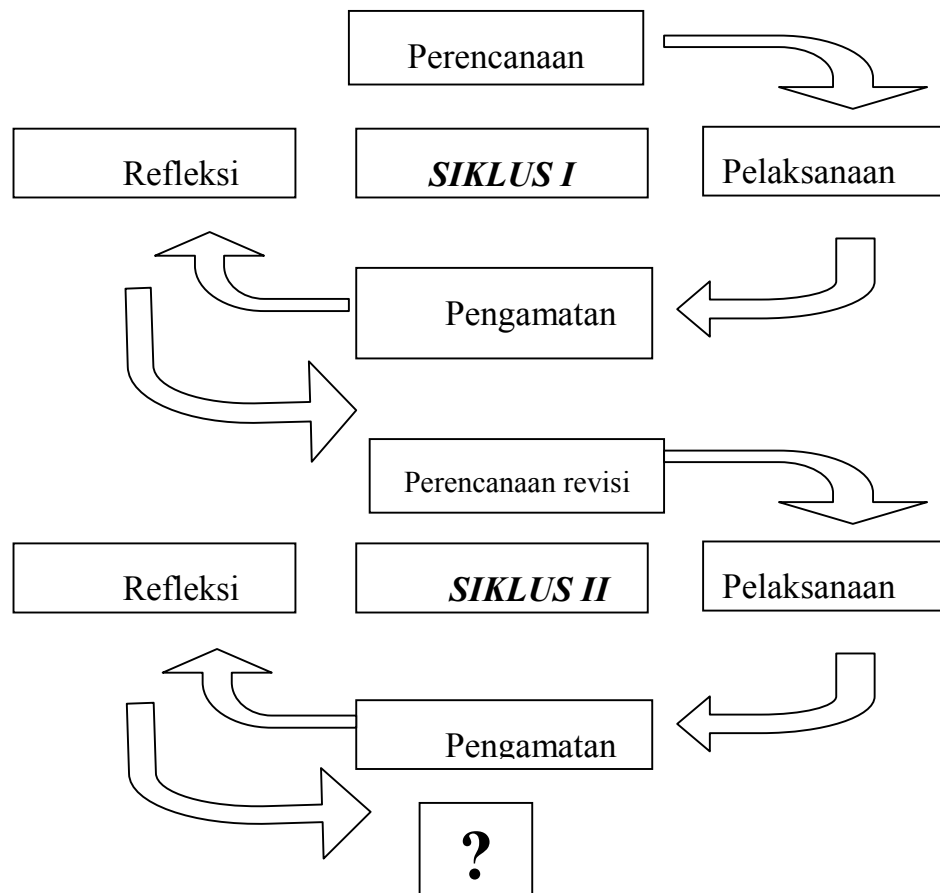 Perencanaan
Refleksi
SIKLUS I
Pelaksanaan
Pengamatan
Perencanaan revisi
Refleksi
SIKLUS II
Pelaksanaan
Pengamatan
?